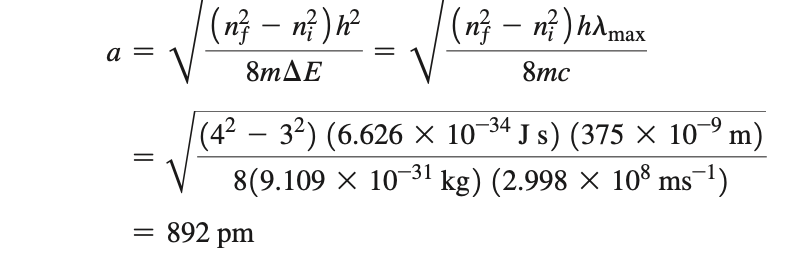 a = √((n_f² − n_i²)h² / 8mΔE) = √((n_f² − n_i²)hλ_max / 8mc)
= √((4² − 3²) (6.626 × 10⁻³⁴ J s) (375 × 10⁻⁹ m) / 8(9.109 × 10⁻³¹ kg) (2.998 × 10⁸ ms⁻¹))
= 892 pm